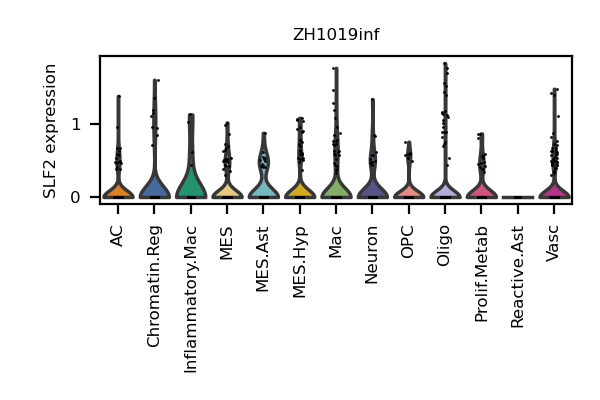 ZH1019inf
SLF2 expression
1
0
AC
Chromatin.Reg
Inflammatory.Mac
MES
MES.Ast
MES.Hyp
Mac
Neuron
OPC
Oligo
Prolif.Metab
Reactive.Ast
Vasc